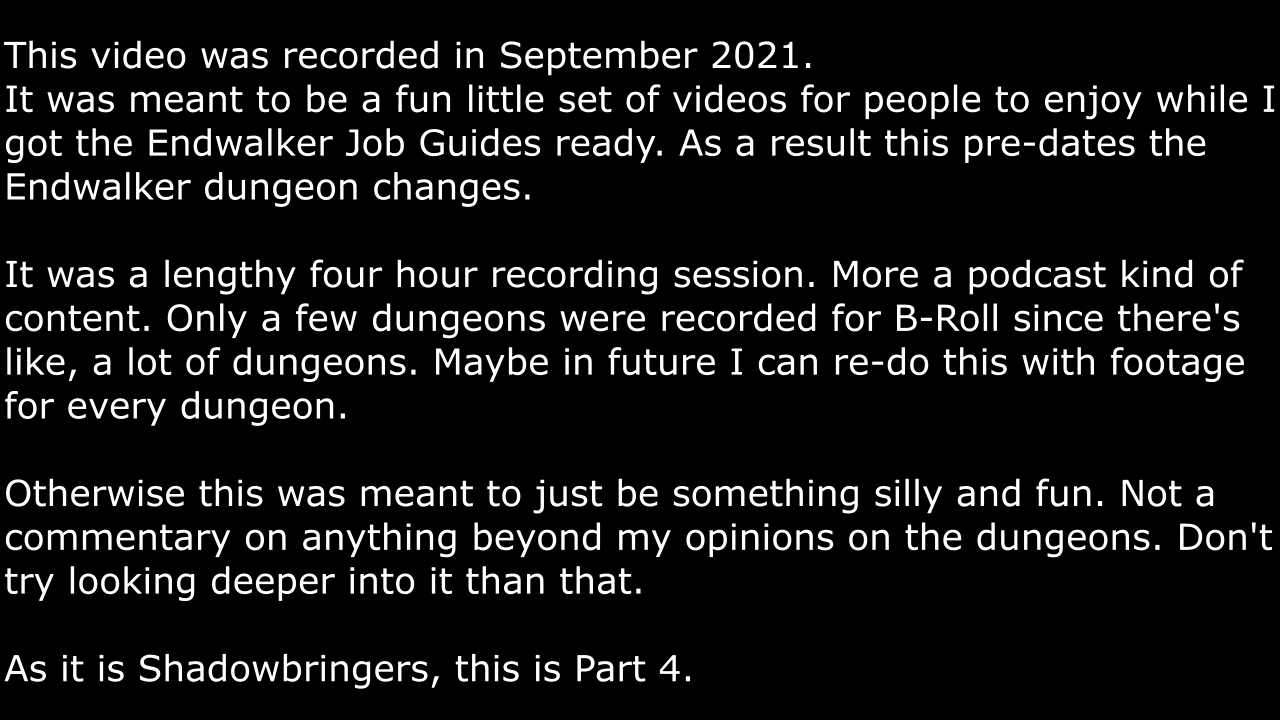 This video was recorded in September 2021.
It was meant to be a fun little set of videos for people to enjoy while I
got the Endwalker Job Guides ready. As a result this pre-dates the
Endwalker dungeon changes.
It was a lengthy four hour recording session. More a podcast kind of
content. Only a few dungeons were recorded for B-Roll since there's
like, a lot of dungeons. Maybe in future I can re-do this with footage
for every dungeon.
Otherwise this was meant to just be something silly and fun. Not a
commentary on anything beyond my opinions on the dungeons. Don't
try looking deeper into it than that.
As it is Shadowbringers, this is Part 4.